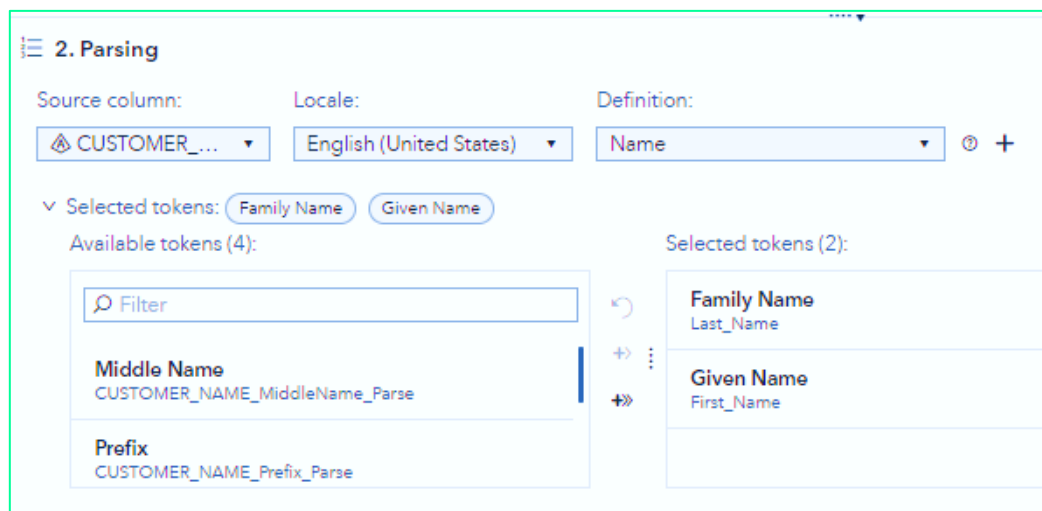 2. Parsing
Source column: Locale: Definition:
CUSTOMER_... English (United States) Name
Selected tokens: Family Name Given Name
Available tokens (4): Selected tokens (2):
Filter
Family Name
Last_Name
Middle Name
CUSTOMER_NAME_MiddleName_Parse
Given Name
First_Name
Prefix
CUSTOMER_NAME_Prefix_Parse